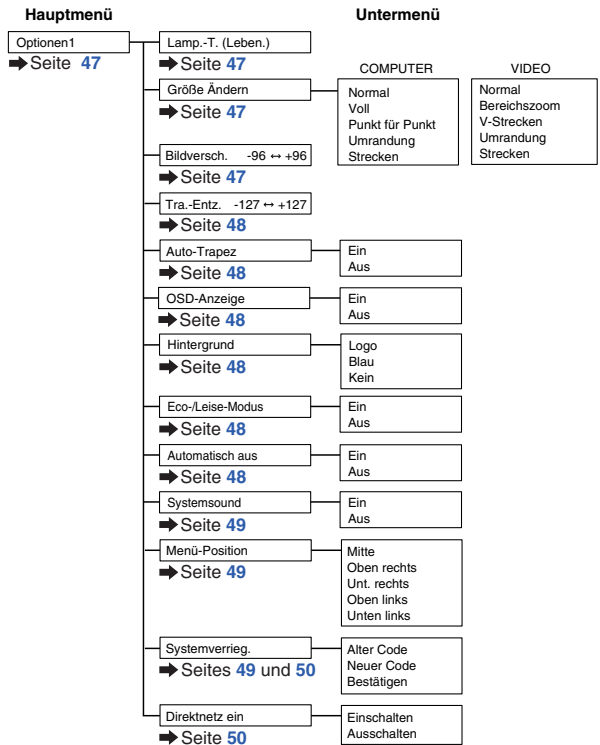 Hauptmenü
Untermenü
Optionen1
➡ Seite 47
Lamp.-T. (Leben.)
➡ Seite 47
Größe Ändern
➡ Seite 47
COMPUTER
Normal
Voll
Punkt für Punkt
Umrandung
Strecken
VIDEO
Normal
Bereichszoom
V-Strecken
Umrandung
Strecken
Bildversch. -96 ↔ +96
➡ Seite 47
Tra.-Entz. -127 ↔ +127
➡ Seite 48
Auto-Trapez
➡ Seite 48
Ein
Aus
OSD-Anzeige
➡ Seite 48
Ein
Aus
Hintergrund
➡ Seite 48
Logo
Blau
Kein
Eco-/Leise-Modus
➡ Seite 48
Ein
Aus
Automatisch aus
➡ Seite 48
Ein
Aus
Systemsound
➡ Seite 49
Ein
Aus
Menü-Position
➡ Seite 49
Mitte
Oben rechts
Unt. rechts
Oben links
Unten links
Systemverrieg.
➡ Seites 49 und 50
Alter Code
Neuer Code
Bestätigen
Direktnetz ein
➡ Seite 50
Einschalten
Ausschalten